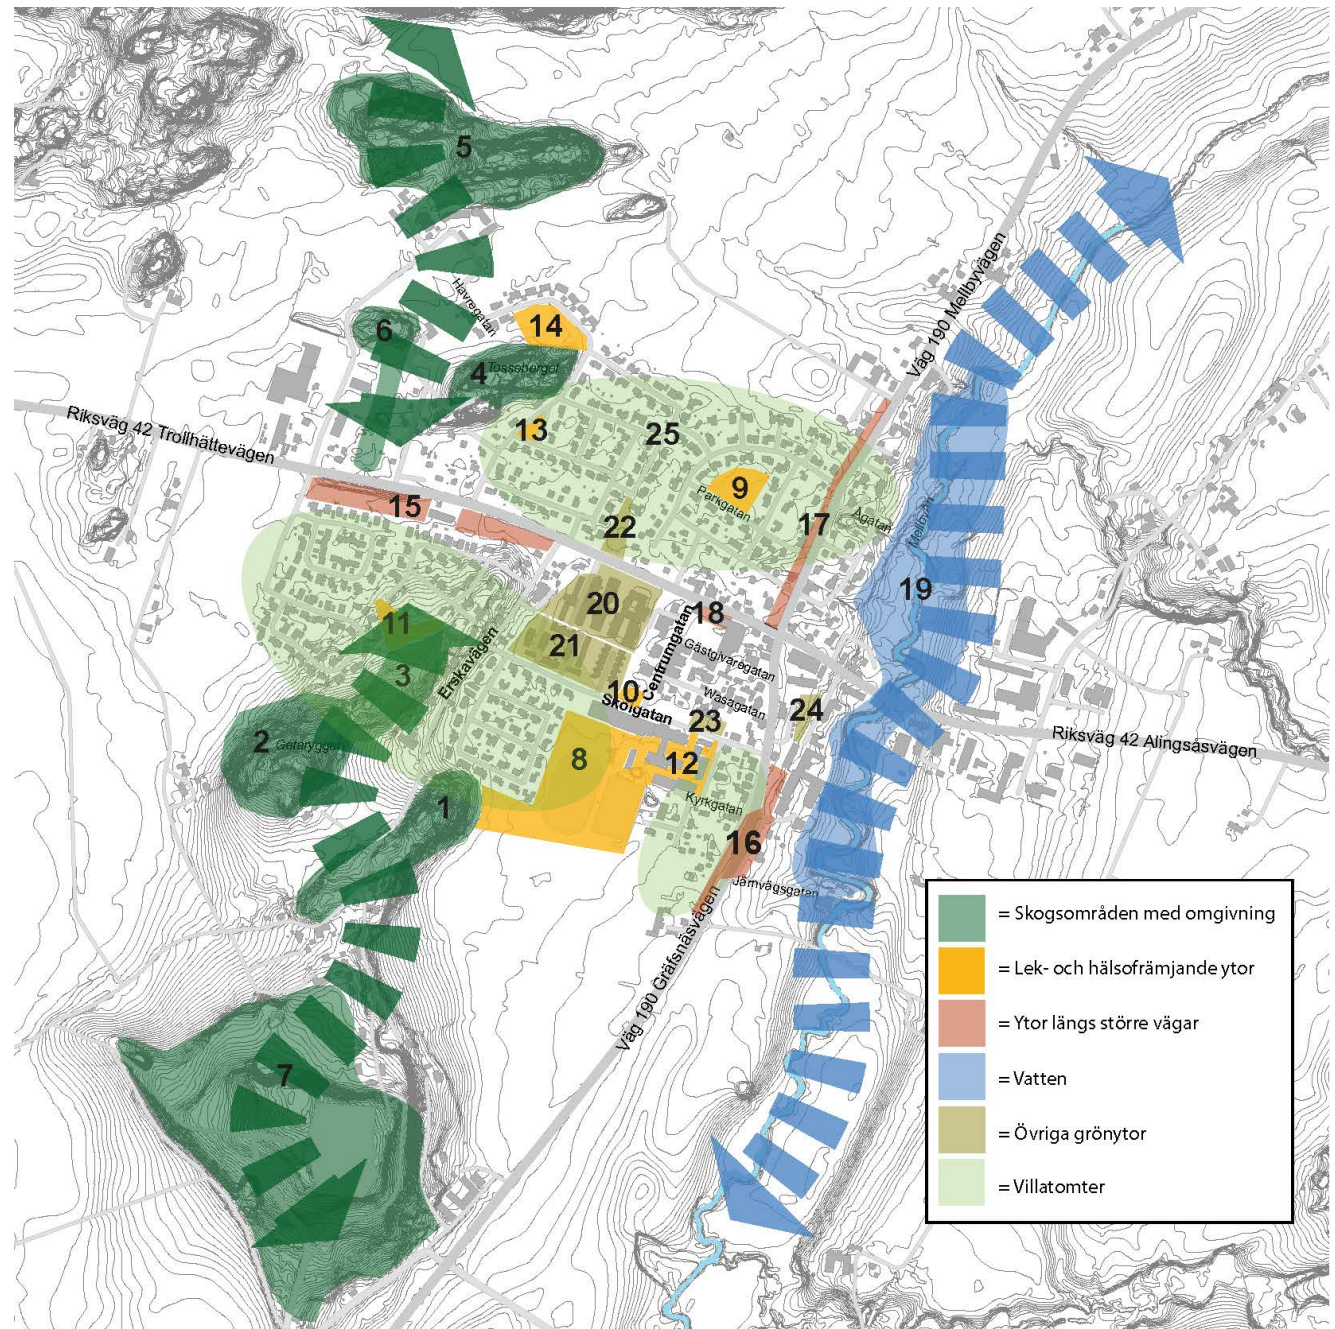 5
Havregatan
14
6
4 Tosseberget
Väg 190 Mellbyvägen
Riksväg 42 Trollhättevägen
13
25
9
Parkgatan
15
22
17
Ågatan
Mellbyån
19
20
18
11
21
Centrumgatan
Gästgivaregatan
Erskavägen
3
10
Wasagatan
Skolgatan
23
24
2 Getaryggen
8
12
Riksväg 42 Alingsåsvägen
1
Kyrkgatan
16
Järnvägsgatan
Väg 190 Gräfsnäsvägen
7
= Skogsområden med omgivning
= Lek- och hälsofrämjande ytor
= Ytor längs större vägar
= Vatten
= Övriga grönytor
= Villatomter